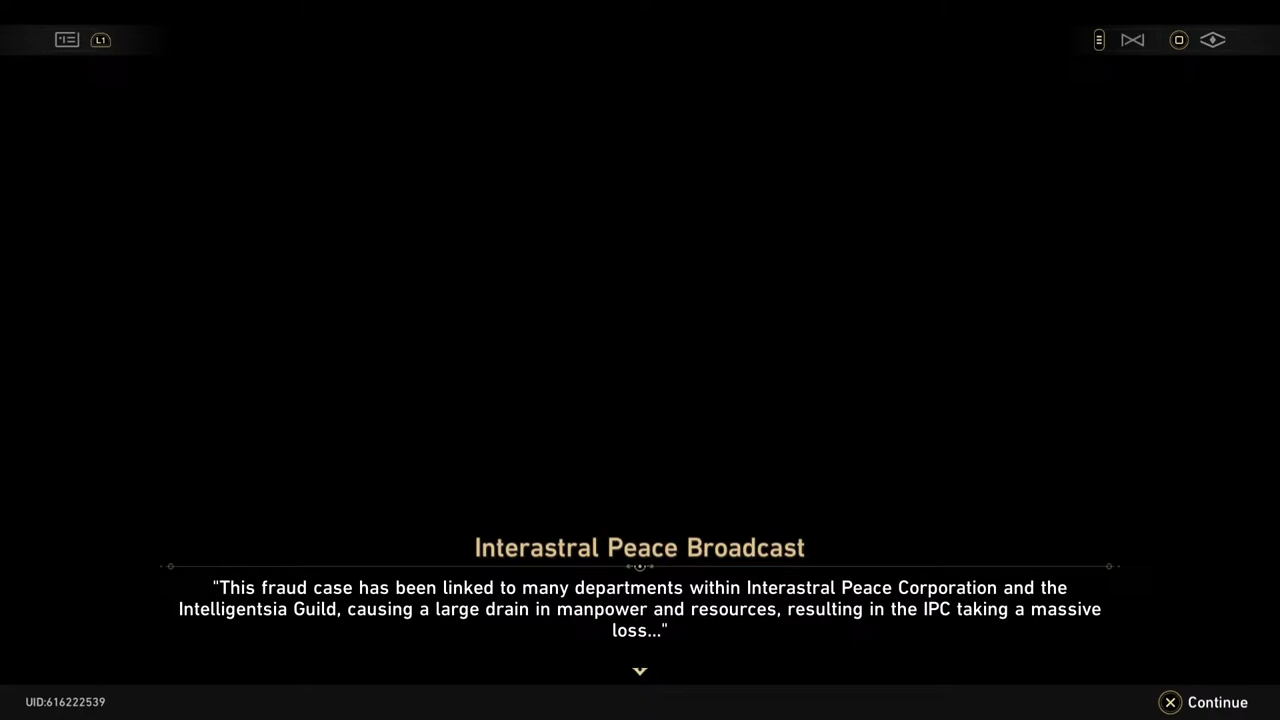 L1
Interastral Peace Broadcast
"This fraud case has been linked to many departments within Interastral Peace Corporation and the
Intelligentsia Guild, causing a large drain in manpower and resources, resulting in the IPC taking a massive
loss..."
UID:616222539
Continue